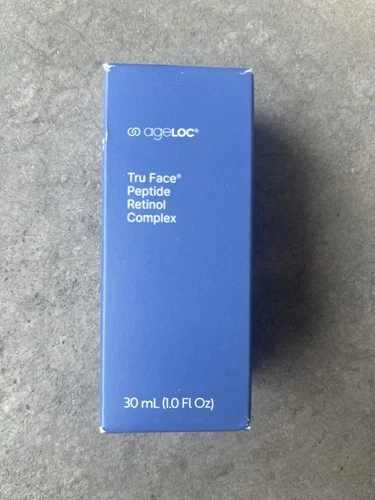 ageLOC®
Tru Face®
Peptide
Retinol
Complex
30 mL (1.0 Fl Oz)